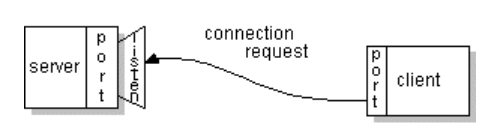 server
port
listen
connection
request
port
client